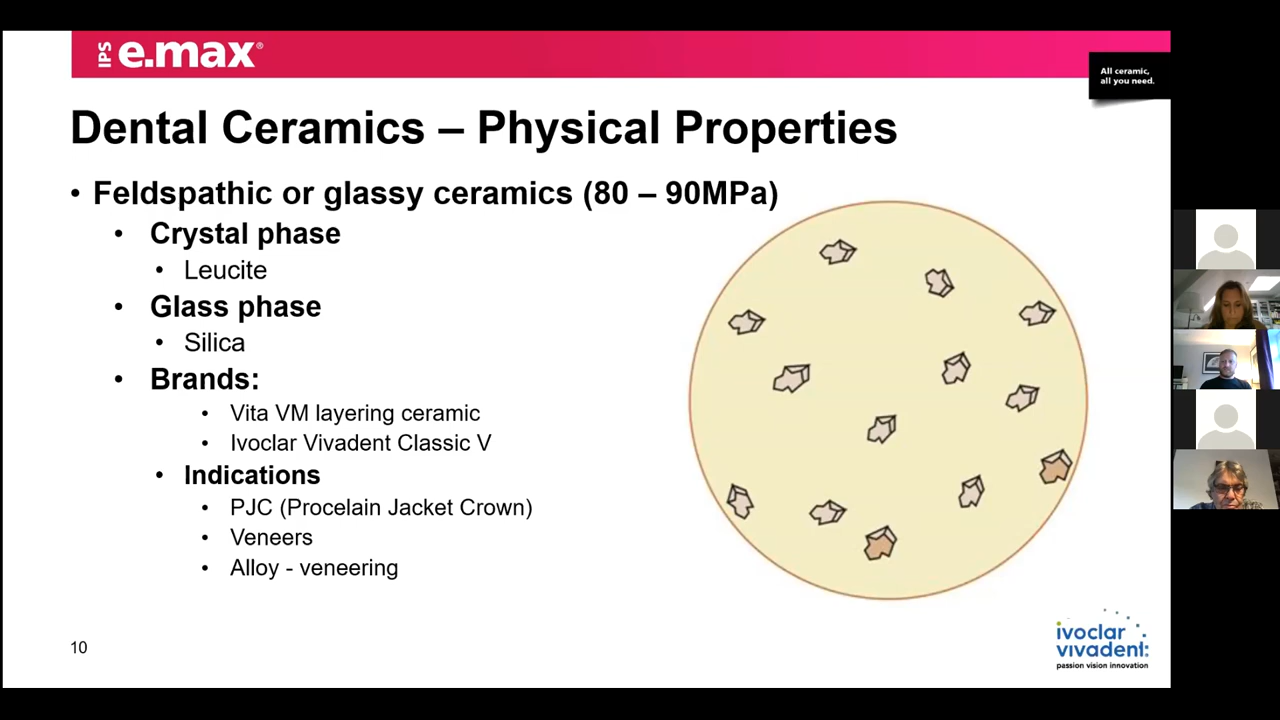 IPS e.max®
All ceramic,
all you need.
Dental Ceramics – Physical Properties
• Feldspathic or glassy ceramics (80 – 90MPa)
• Crystal phase
• Leucite
• Glass phase
• Silica
• Brands:
• Vita VM layering ceramic
• Ivoclar Vivadent Classic V
• Indications
• PJC (Procelain Jacket Crown)
• Veneers
• Alloy - veneering
10
ivoclar
vivadent:
passion vision innovation